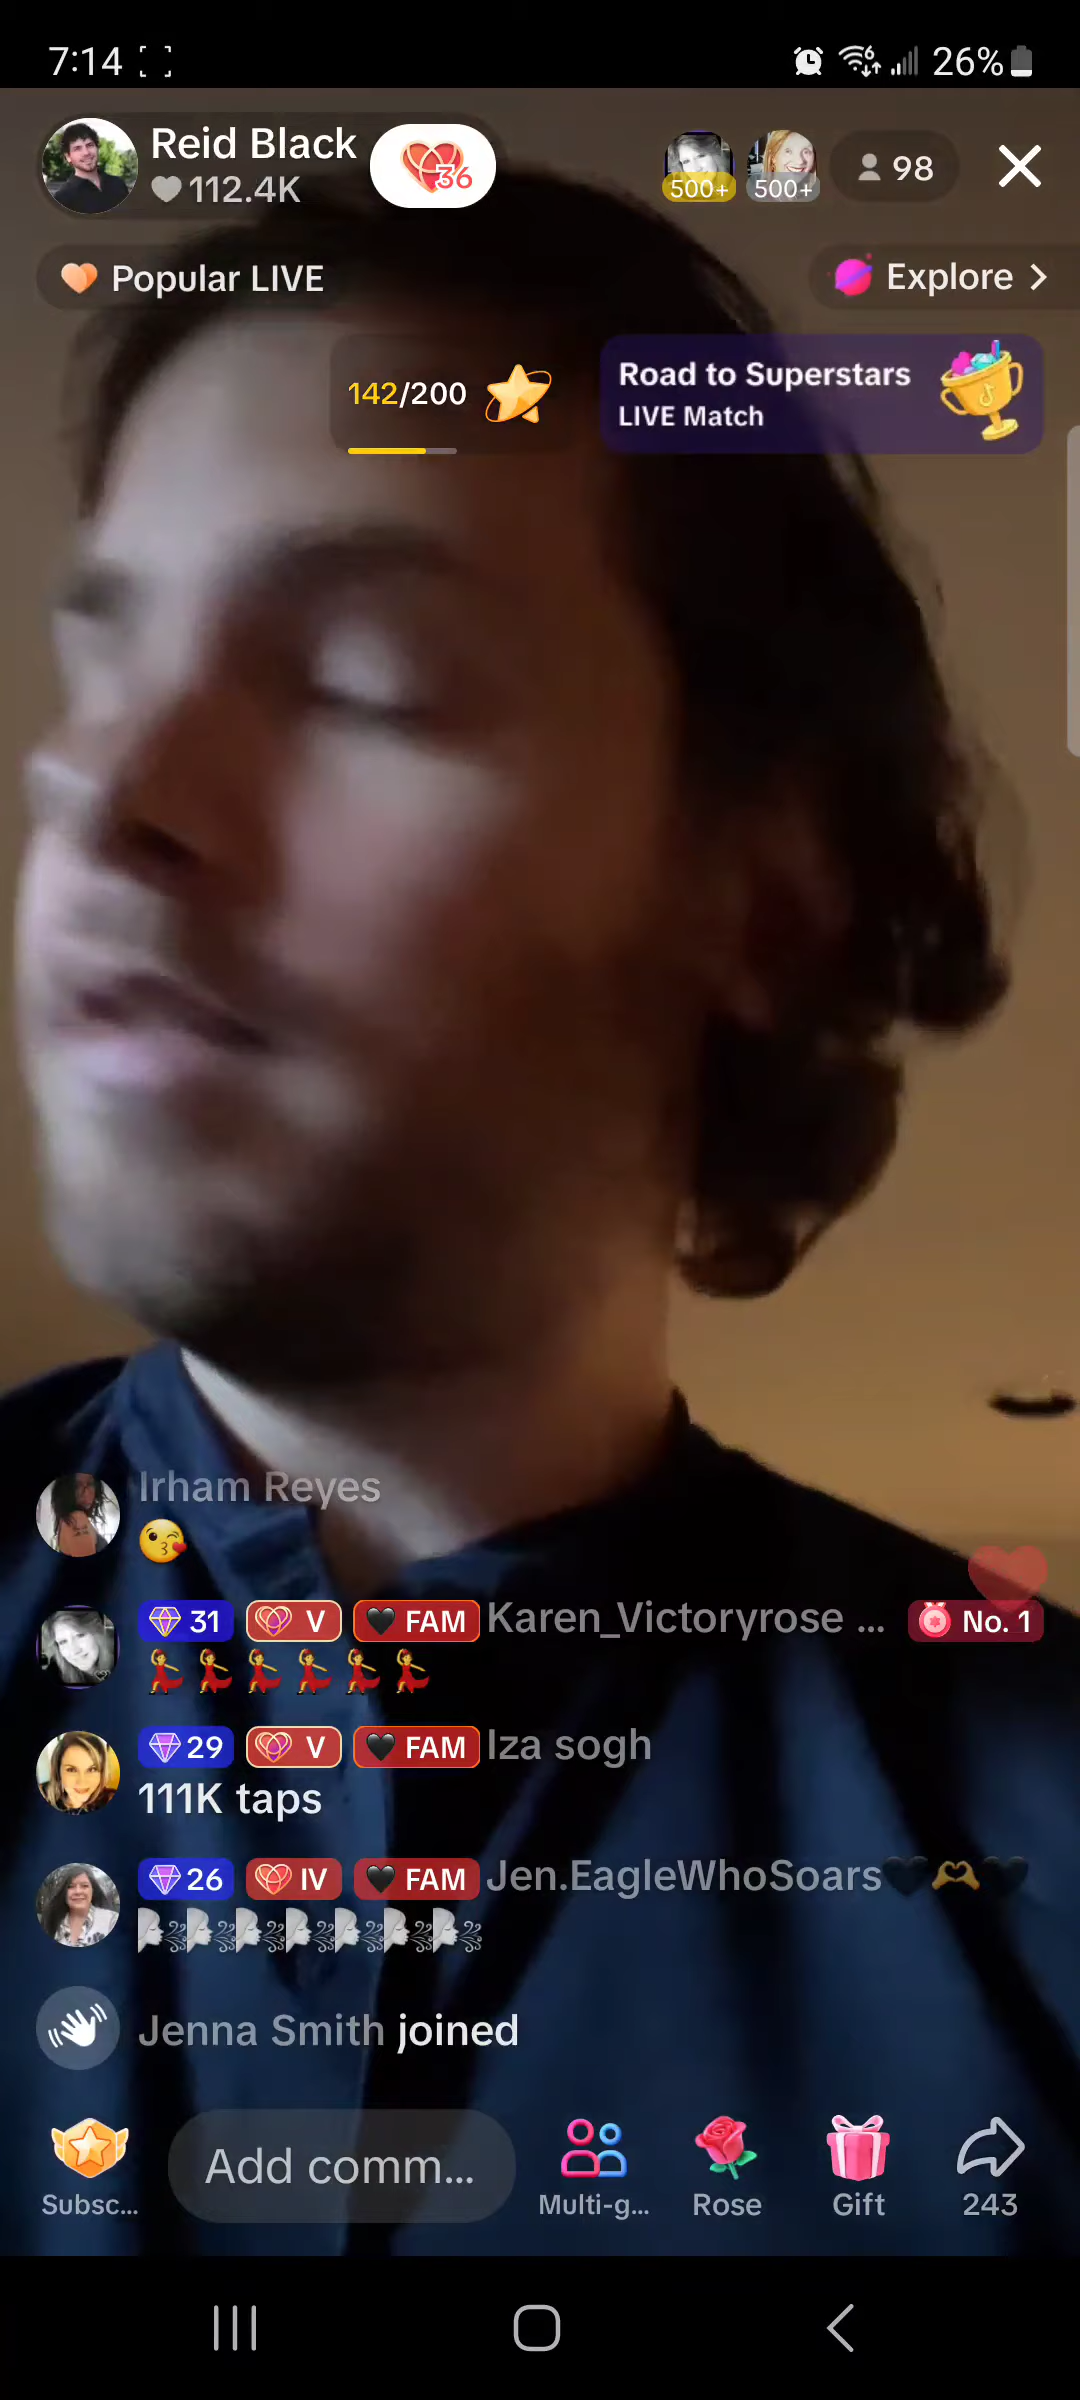 7:14
26%
Reid Black
112.4K
36
500+
500+
98
Popular LIVE
Explore
142/200
Road to Superstars
LIVE Match
Irham Reyes
😘
31 V 🖤 FAM Karen_Victoryrose ... No. 1
💃💃💃💃💃💃
29 V 🖤 FAM Iza sogh
111K taps
26 IV 🖤 FAM Jen.EagleWhoSoars🖤🫶🖤
🌬🌬🌬🌬🌬🌬🌬
Jenna Smith joined
Add comm...
Subsc...
Multi-g...
Rose
Gift
243